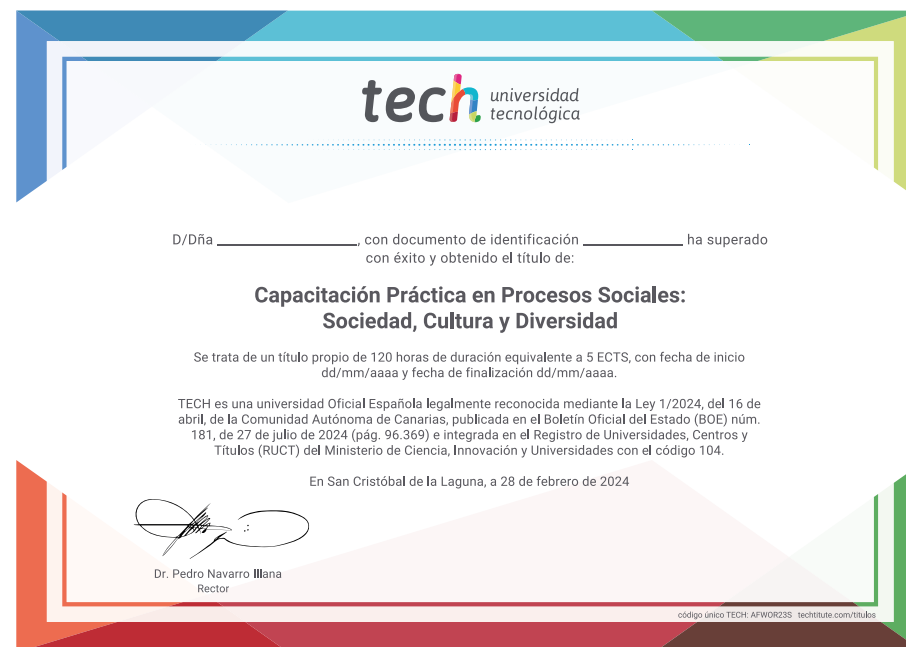 tech universidad
tecnológica
D/Dña ________________, con documento de identificación ____________ ha superado
con éxito y obtenido el título de:
Capacitación Práctica en Procesos Sociales:
Sociedad, Cultura y Diversidad
Se trata de un título propio de 120 horas de duración equivalente a 5 ECTS, con fecha de inicio
dd/mm/aaaa y fecha de finalización dd/mm/aaaa.
TECH es una universidad Oficial Española legalmente reconocida mediante la Ley 1/2024, del 16 de
abril, de la Comunidad Autónoma de Canarias, publicada en el Boletín Oficial del Estado (BOE) núm.
181, de 27 de julio de 2024 (pág. 96.369) e integrada en el Registro de Universidades, Centros y
Títulos (RUCT) del Ministerio de Ciencia, Innovación y Universidades con el código 104.
En San Cristóbal de la Laguna, a 28 de febrero de 2024
Dr. Pedro Navarro Illana
Rector
código único TECH: AFWOR23S techtitute.com/titulos